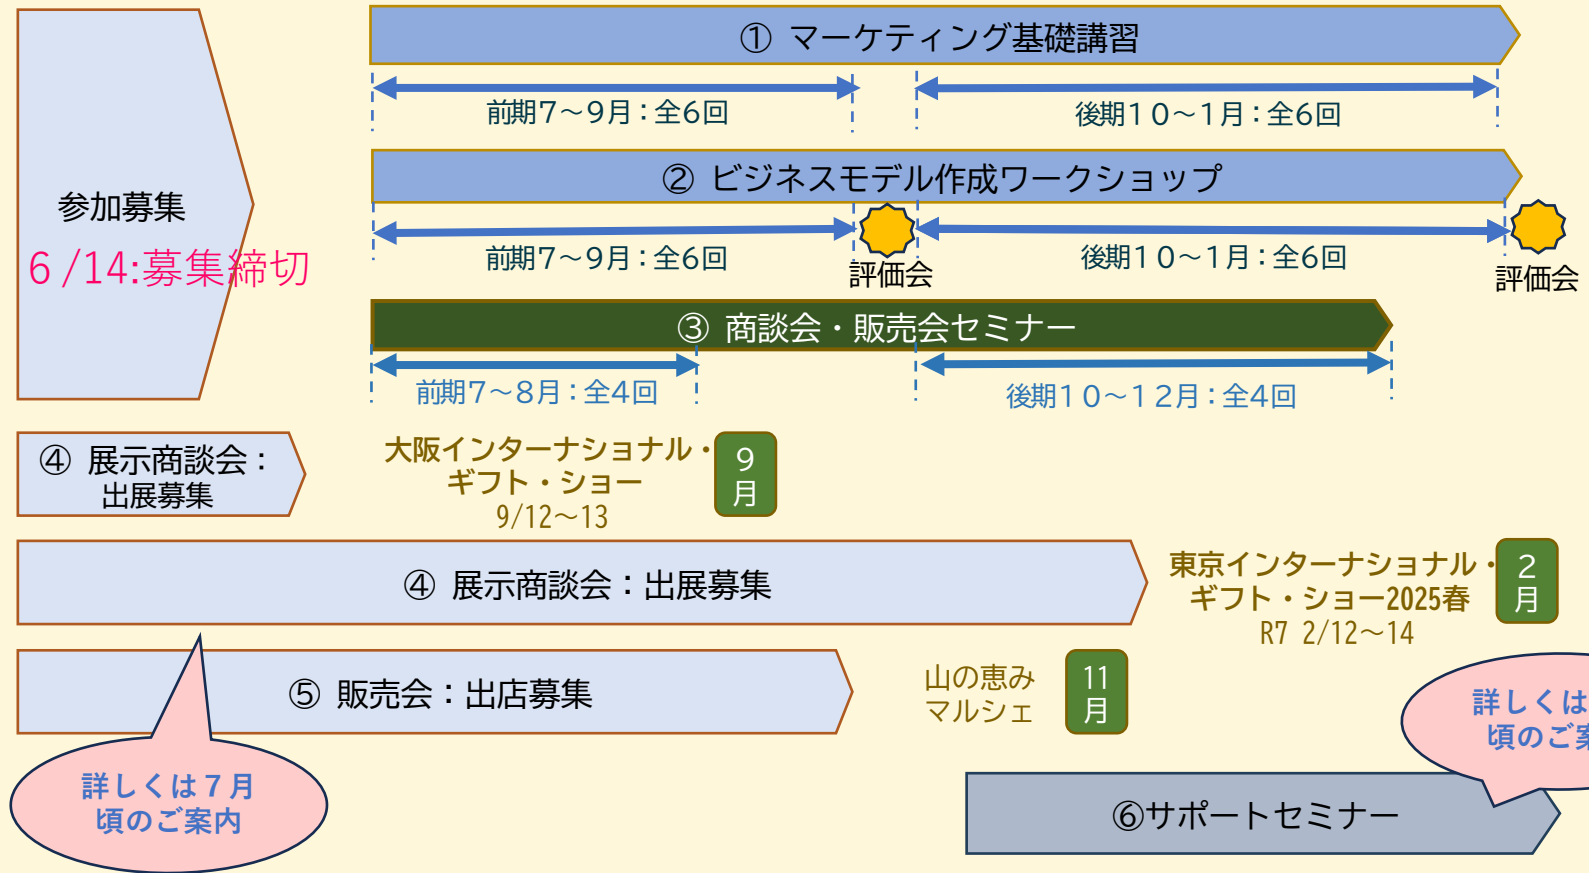 ① マーケティング基礎講習
前期7～9月：全6回
後期10～1月：全6回
② ビジネスモデル作成ワークショップ
参加募集
6/14:募集締切
前期7～9月：全6回
評価会
後期10～1月：全6回
評価会
③ 商談会・販売会セミナー
前期7～8月：全4回
後期10～12月：全4回
④ 展示商談会：
出展募集
大阪インターナショナル・
ギフト・ショー
9/12～13
9
月
④ 展示商談会：出展募集
東京インターナショナル・
ギフト・ショー2025春
R7 2/12～14
2
月
⑤ 販売会：出店募集
山の恵み
マルシェ
11
月
詳しくは
頃のご
詳しくは７月
頃のご案内
⑥サポートセミナー